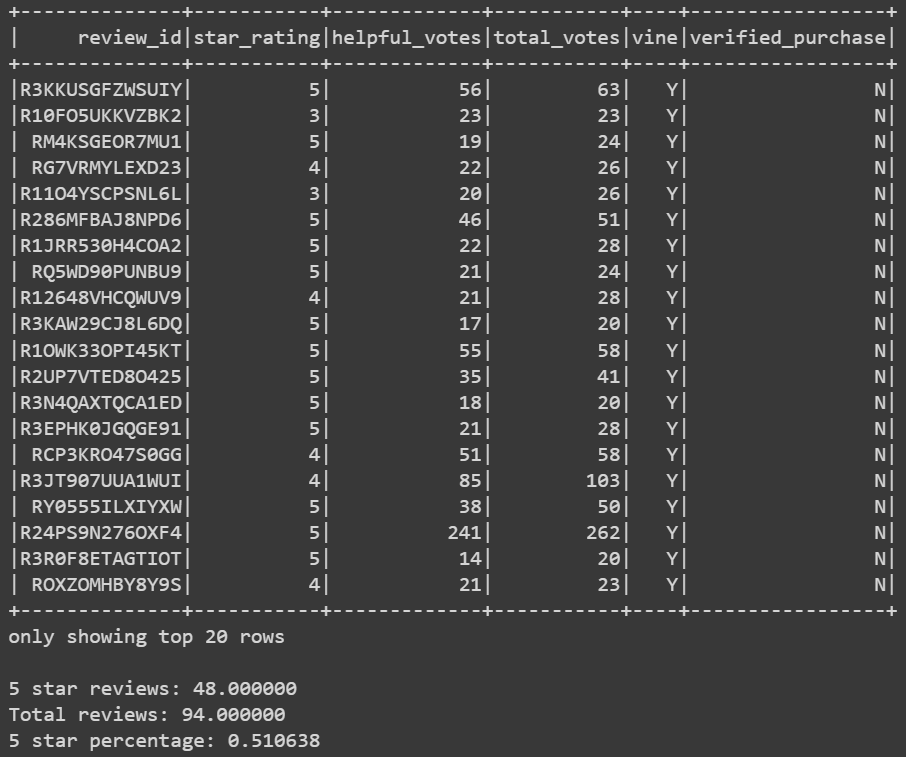 +--------------+-----------+-------------+-----------+----+-----------------+
|     review_id|star_rating|helpful_votes|total_votes|vine|verified_purchase|
+--------------+-----------+-------------+-----------+----+-----------------+
|R3KKUSGFZWSUIY|          5|           56|         63|   Y|                N|
|R10FO5UKKVZBK2|          3|           23|         23|   Y|                N|
| RM4KSGEOR7MU1|          5|           19|         24|   Y|                N|
| RG7VRMYLEXD23|          4|           22|         26|   Y|                N|
|R11O4YSCPSNL6L|          3|           20|         26|   Y|                N|
|R286MFBAJ8NPD6|          5|           46|         51|   Y|                N|
|R1JRR530H4COA2|          5|           22|         28|   Y|                N|
| RQ5WD90PUNBU9|          5|           21|         24|   Y|                N|
|R12648VHCQWUV9|          4|           21|         28|   Y|                N|
|R3KAW29CJ8L6DQ|          5|           17|         20|   Y|                N|
|R1OWK33OPI45KT|          5|           55|         58|   Y|                N|
|R2UP7VTED8O425|          5|           35|         41|   Y|                N|
|R3N4QAXTQCA1ED|          5|           18|         20|   Y|                N|
|R3EPHK0JGQGE91|          5|           21|         28|   Y|                N|
| RCP3KRO47S0GG|          4|           51|         58|   Y|                N|
|R3JT907UUA1WUI|          4|           85|        103|   Y|                N|
| RY0555ILXIYXW|          5|           38|         50|   Y|                N|
|R24PS9N276OXF4|          5|          241|        262|   Y|                N|
|R3R0F8ETAGTIOT|          5|           14|         20|   Y|                N|
| ROXZOMHBY8Y9S|          4|           21|         23|   Y|                N|
+--------------+-----------+-------------+-----------+----+-----------------+
only showing top 20 rows

5 star reviews: 48.000000
Total reviews: 94.000000
5 star percentage: 0.510638